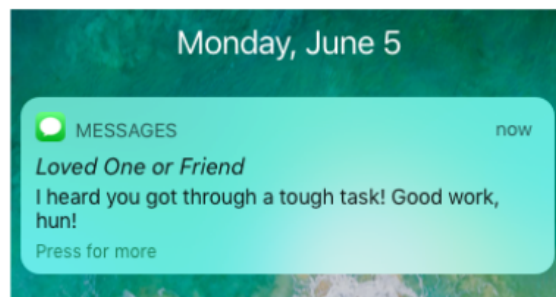 Monday, June 5
MESSAGES
now
Loved One or Friend
I heard you got through a tough task! Good work,
hun!
Press for more